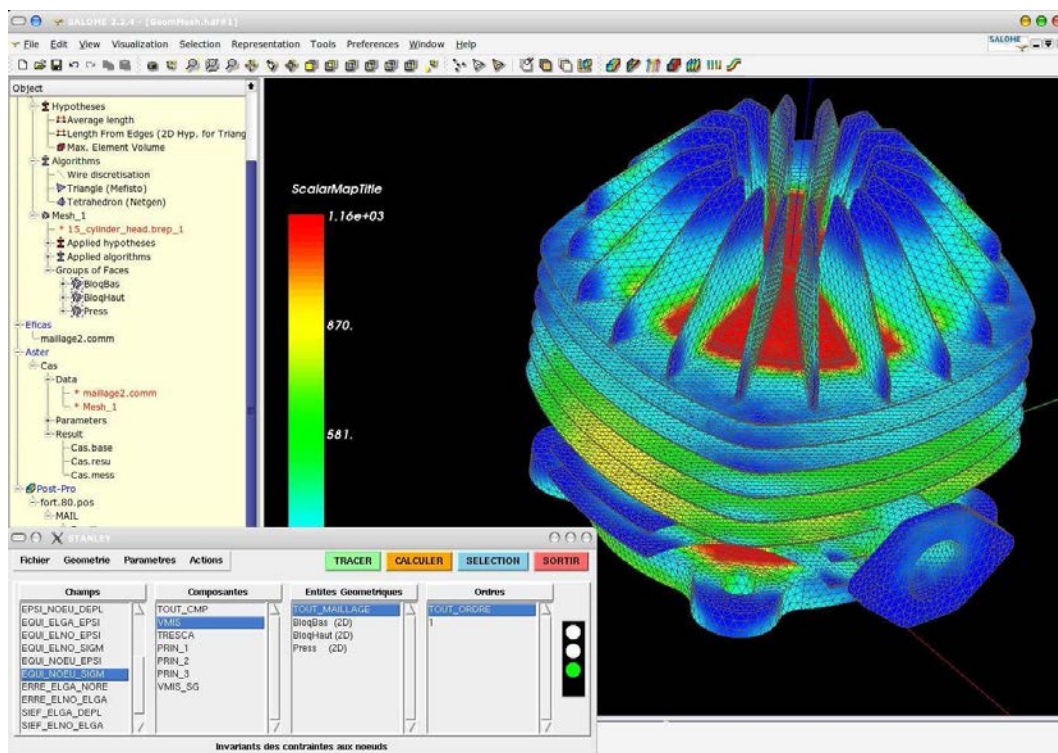 SALOME 2.2.4 - [GeomMesh.hdf#1]
File Edit View Visualization Selection Representation Tools Preferences Window Help
SALOME
Object
Hypotheses
Average length
Length From Edges (2D Hyp. for Triang
Max. Element Volume
Algorithms
Wire discretisation
Triangle (Mefisto)
Tetrahedron (Netgen)
Mesh_1
* 15_cylinder_head.brep_1
Applied hypotheses
Applied algorithms
Groups of Faces
BloqBas
BloqHaut
Press
Eficas
maillage2.comm
Aster
Cas
Data
* maillage2.comm
* Mesh_1
Parameters
Result
Cas.base
Cas.resu
Cas.mess
Post-Pro
fort.80.pos
MAIL
ScalarMapTitle
1.16e+03
870.
581.
STANLEY
Fichier Geometrie Parametres Actions TRACER CALCULER SELECTION SORTIR
Champs
EPSI_NOEU_DEPL
EQUI_ELGA_EPSI
EQUI_ELNO_EPSI
EQUI_ELNO_SIGM
EQUI_NOEU_EPSI
EQUI_NOEU_SIGM
ERRE_ELGA_NORE
ERRE_ELNO_ELGA
SIEF_ELGA_DEPL
SIEF_ELNO_ELGA
Composantes
TOUT_CMP
VMIS
TRESCA
PRIN_1
PRIN_2
PRIN_3
VMIS_SG
Entites Geometriques
TOUT_MAILLAGE
BloqBas (2D)
BloqHaut (2D)
Press (2D)
Ordres
TOUT_ORDRE
1
Invariants des contraintes aux noeuds